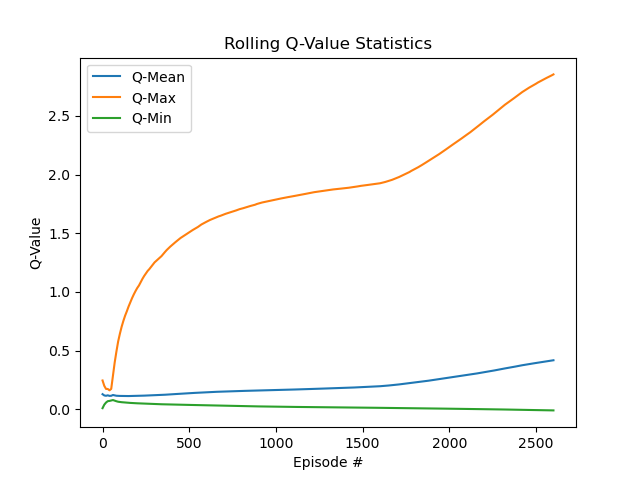 Rolling Q-Value Statistics
Q-Mean
Q-Max
Q-Min
Q-Value
2.5
2.0
1.5
1.0
0.5
0.0
0 500 1000 1500 2000 2500
Episode #